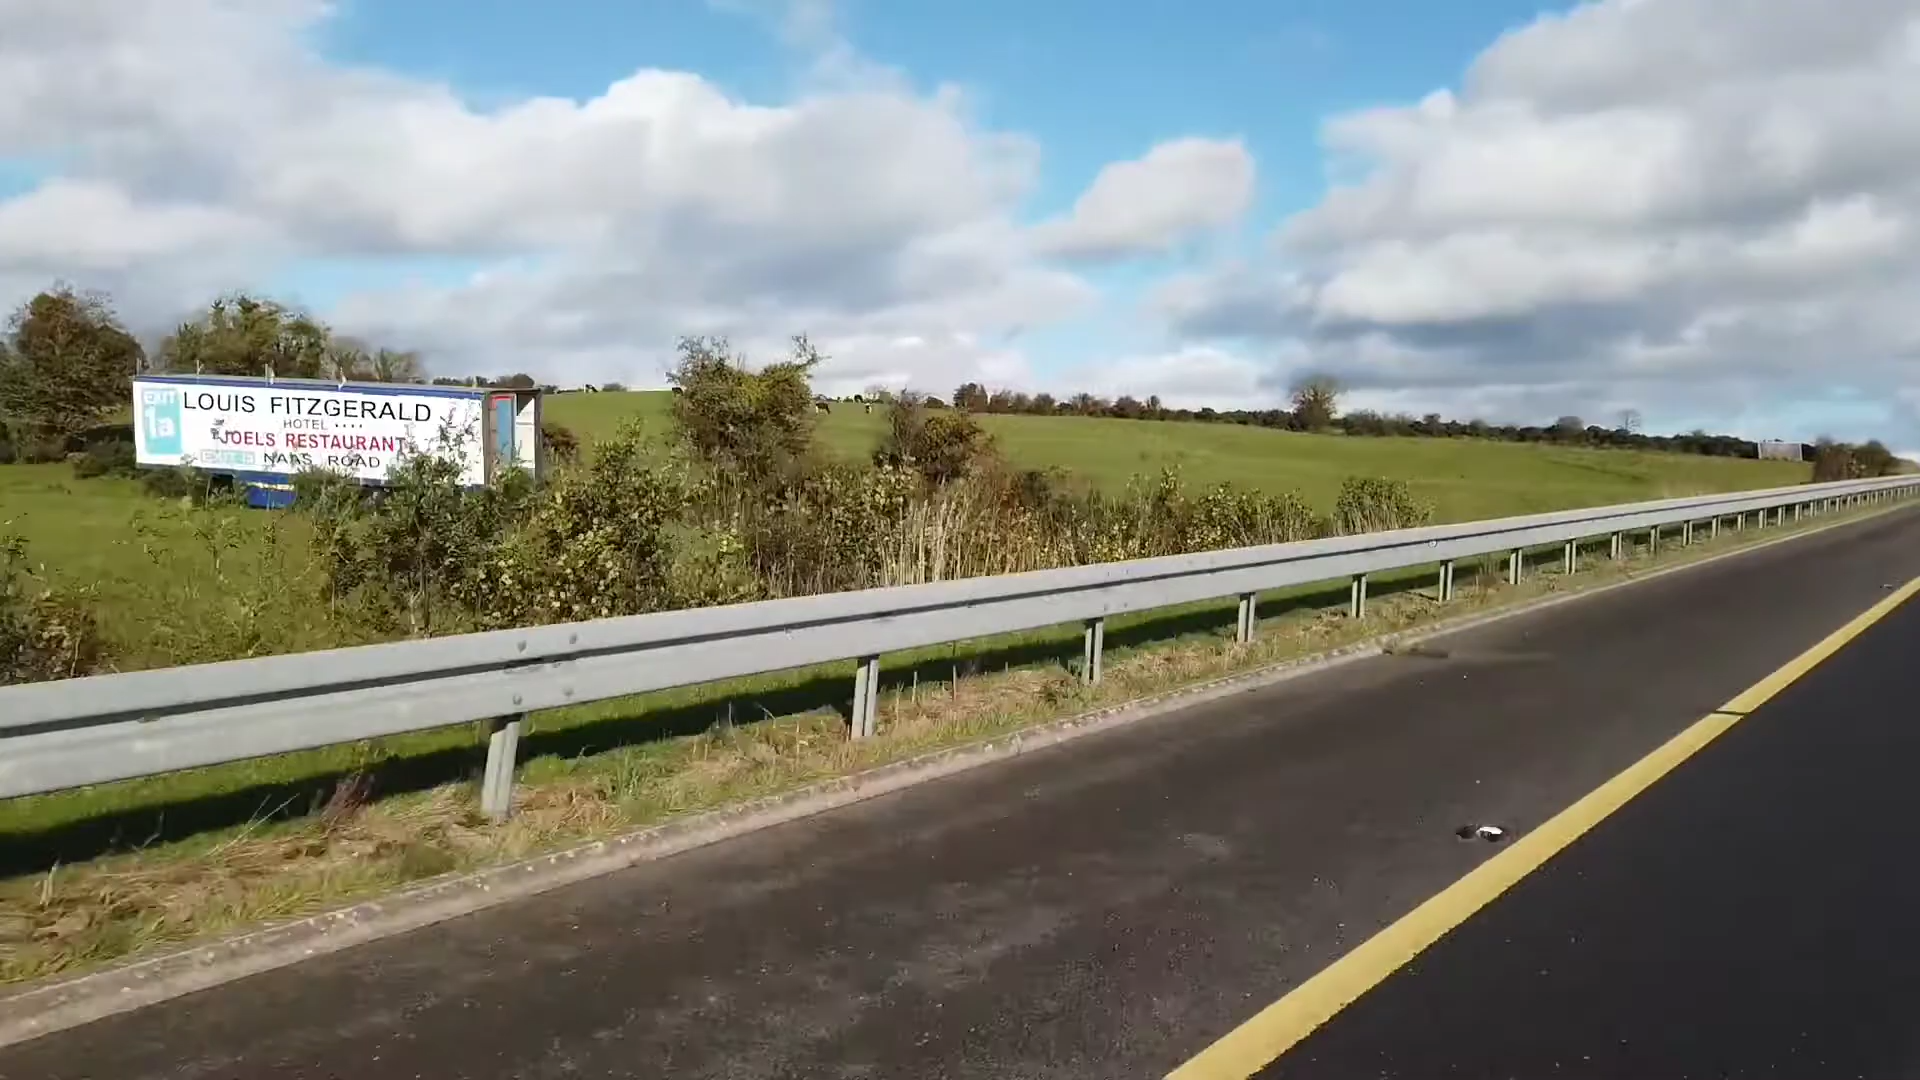 EXIT
1a
LOUIS FITZGERALD
HOTEL ····
JOELS RESTAURANT
NAAS ROAD